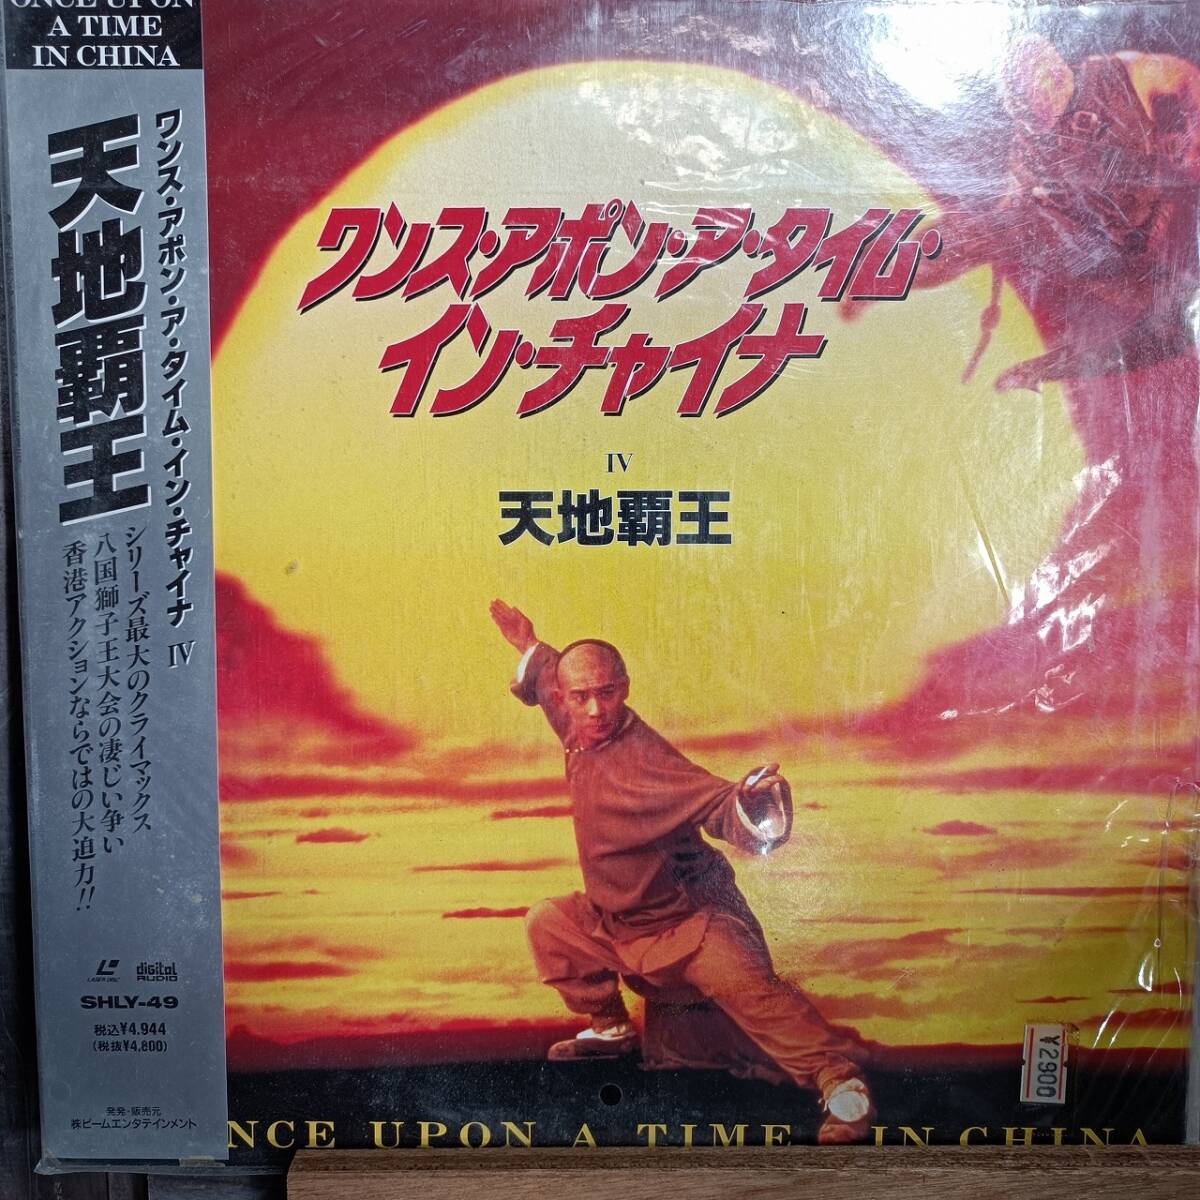 ONCE UPON
A TIME
IN CHINA
ワンス・アポン・ア・タイム・イン・チャイナ IV
天地覇王
シリーズ最大のクライマックス
八国獅子王大会の凄じい争い
香港アクションならではの大迫力!!
LASER DISC
digital
AUDIO
SHLY-49
税込¥4,944
(税抜¥4,800)
発売・販売元
㈱ビームエンタテインメント
ワンス・アポン・ア・タイム・
イン・チャイナ
IV
天地覇王
¥2900
NCE UPON A TIME IN CHINA